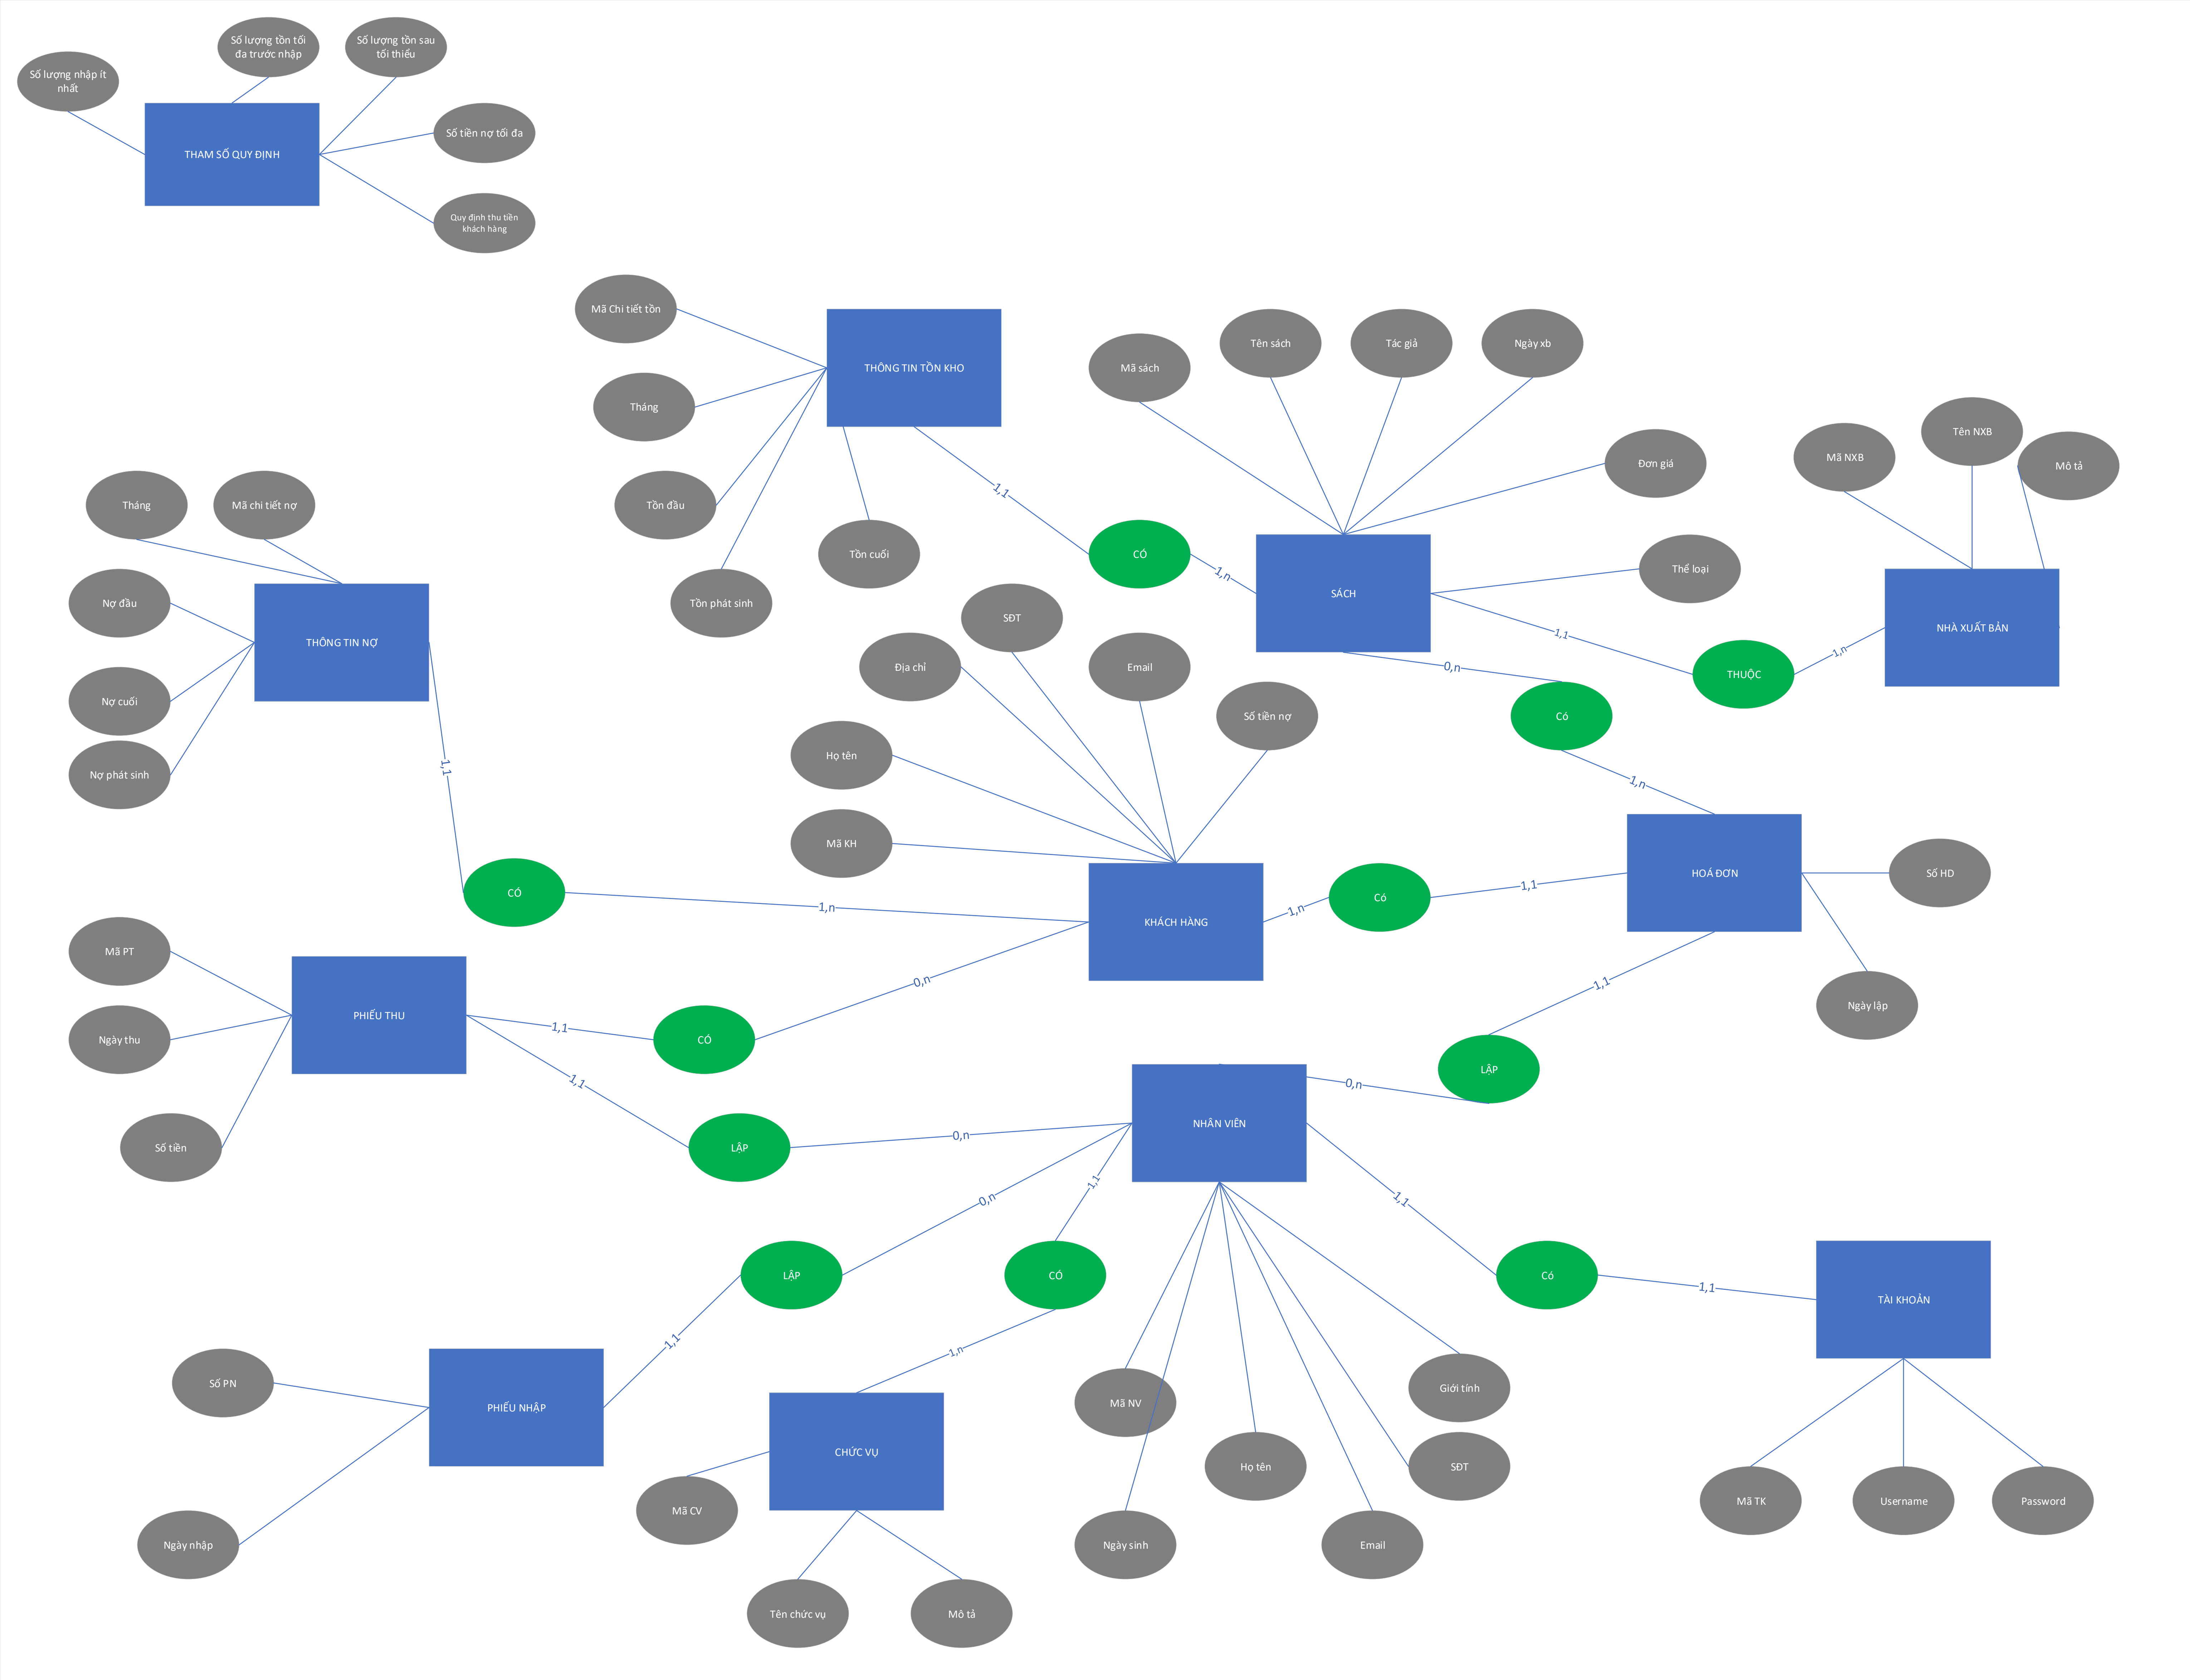 Số lượng tồn tối
đa trước nhập
Số lượng tồn sau
tối thiểu
Số lượng nhập ít
nhất
Số tiền nợ tối đa
THAM SỐ QUY ĐỊNH
Quy định thu tiền
khách hàng
Mã Chi tiết tồn
THÔNG TIN TỒN KHO
Tháng
Tồn đầu
Tồn cuối
Tồn phát sinh
1,1
CÓ
1,n
Mã sách
Tên sách
Tác giả
Ngày xb
Đơn giá
Thể loại
SÁCH
1,1
THUỘC
1,n
Mã NXB
Tên NXB
Mô tả
NHÀ XUẤT BẢN
0,n
Có
1,n
Tháng
Mã chi tiết nợ
Nợ đầu
THÔNG TIN NỢ
Nợ cuối
Nợ phát sinh
1,1
CÓ
1,n
SĐT
Địa chỉ
Email
Số tiền nợ
Họ tên
Mã KH
KHÁCH HÀNG
1,n
Có
1,1
HOÁ ĐƠN
Số HD
Ngày lập
1,1
LẬP
0,n
Mã PT
PHIẾU THU
Ngày thu
Số tiền
1,1
CÓ
0,n
1,1
LẬP
0,n
NHÂN VIÊN
0,n
LẬP
1,1
1,1
CÓ
1,n
1,1
Có
1,1
TÀI KHOẢN
Số PN
PHIẾU NHẬP
Ngày nhập
CHỨC VỤ
Mã CV
Tên chức vụ
Mô tả
Mã NV
Giới tính
Họ tên
SĐT
Ngày sinh
Email
Mã TK
Username
Password